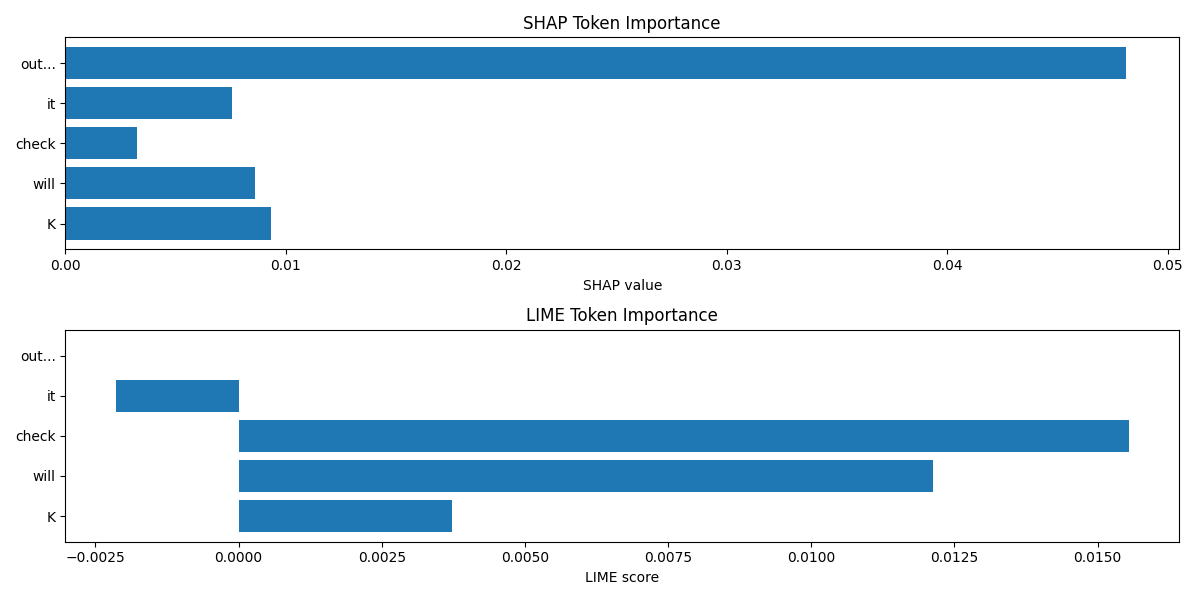 SHAP Token Importance
out...
it
check
will
K
0.00 0.01 0.02 0.03 0.04 0.05
SHAP value
LIME Token Importance
out...
it
check
will
K
−0.0025 0.0000 0.0025 0.0050 0.0075 0.0100 0.0125 0.0150
LIME score